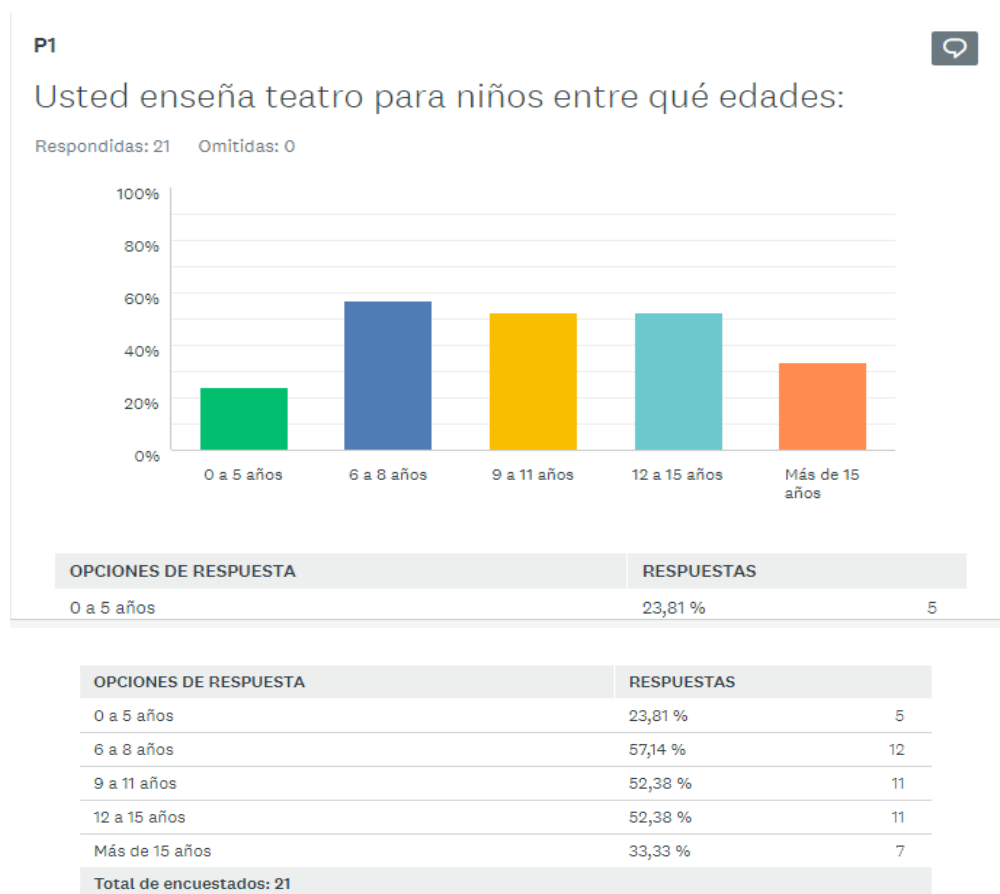 P1
Usted enseña teatro para niños entre qué edades:
Respondidas: 21 Omitidas: 0
100%
80%
60%
40%
20%
0%
0 a 5 años 6 a 8 años 9 a 11 años 12 a 15 años Más de 15
años
OPCIONES DE RESPUESTA RESPUESTAS
0 a 5 años 23,81 % 5
OPCIONES DE RESPUESTA RESPUESTAS
0 a 5 años 23,81 % 5
6 a 8 años 57,14 % 12
9 a 11 años 52,38 % 11
12 a 15 años 52,38 % 11
Más de 15 años 33,33 % 7
Total de encuestados: 21